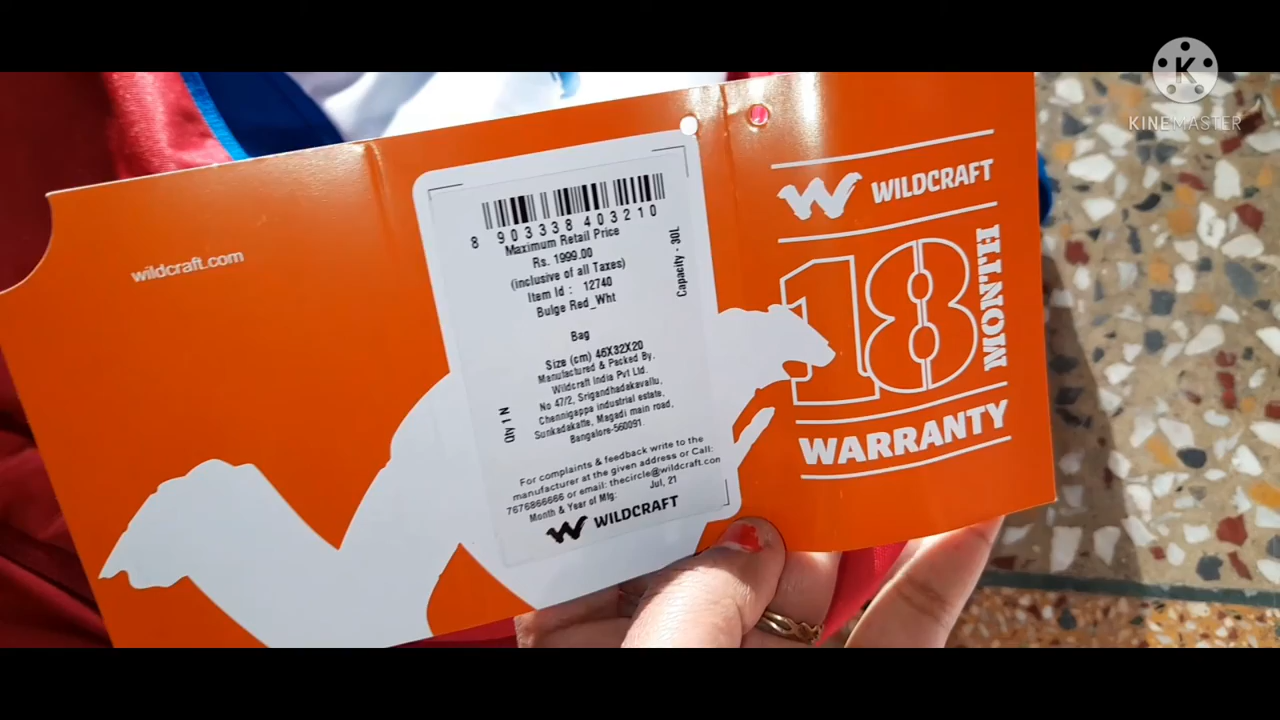 KINEMASTER
wildcraft.com
8 903338 403210
Maximum Retail Price
Rs. 1999.00
(inclusive of all Taxes)
Item Id : 12740
Bulge Red_Wht
Bag
Size (cm) 46X32X20
Manufactured & Packed By,
Wildcraft India Pvt Ltd.
No 47/2, Srigandhadakavallu,
Chennigappa industrial estate,
Sunkadakatte, Magadi main road,
Bangalore-560091.
Capacity - 30L
Qty 1 N
For complaints & feedback write to the
manufacturer at the given address or Call:
7676866666 or email: thecircle@wildcraft.com
Month & Year of Mfg: Jul, 21
WILDCRAFT
WILDCRAFT
18 MONTH
WARRANTY